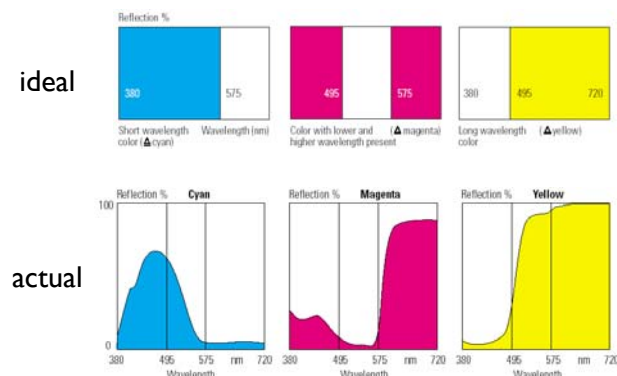 Reflection %
ideal
380 575
495 575
380 495 720
Short wavelength Wavelength (nm)
color (≙cyan)
Color with lower and (≙magenta)
higher wavelength present
Long wavelength (≙yellow)
color
actual
Reflection % Cyan
100
0
380 495 575 nm 720
Wavelength
Reflection % Magenta
380 495 575 nm 720
Wavelength
Reflection % Yellow
380 495 575 nm 720
Wavelength